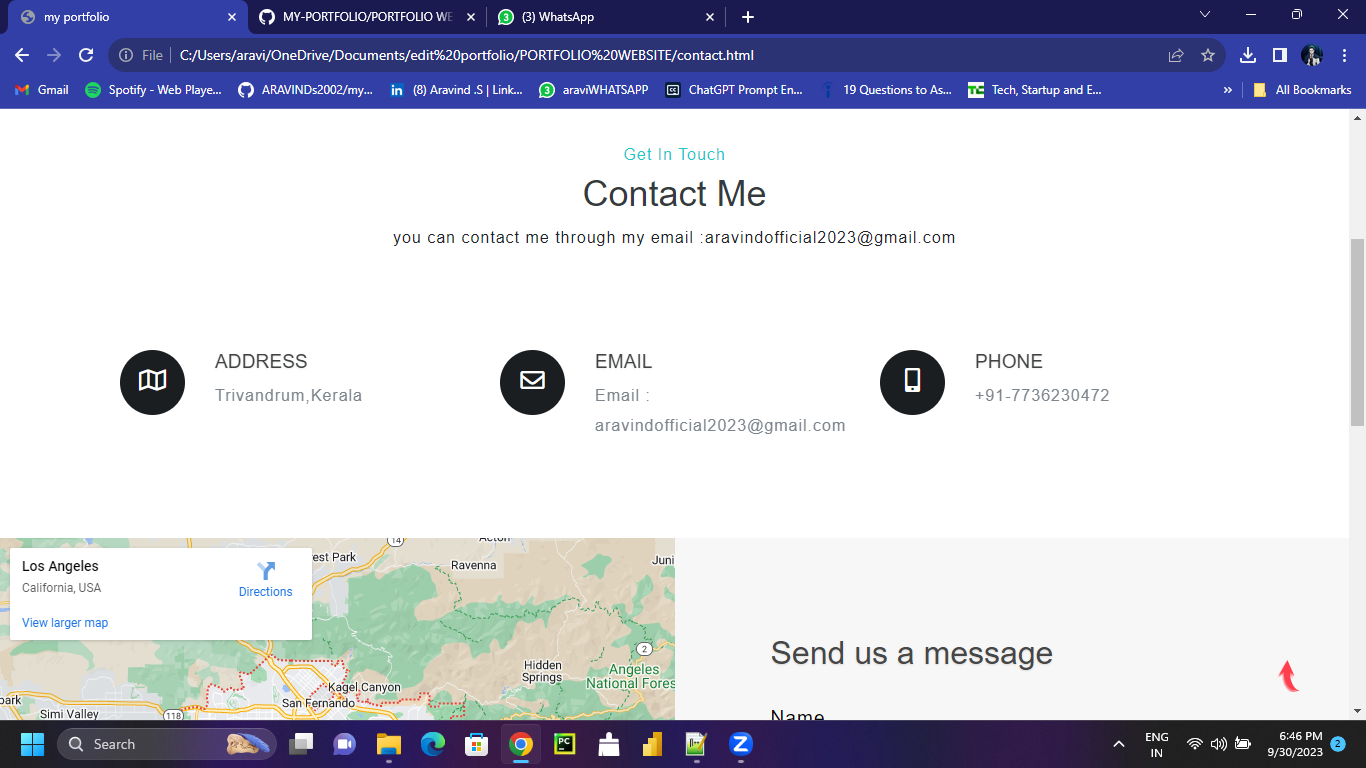 my portfolio
MY-PORTFOLIO/PORTFOLIO WE
3
(3) WhatsApp
File
C:/Users/aravi/OneDrive/Documents/edit%20portfolio/PORTFOLIO%20WEBSITE/contact.html
Gmail
Spotify - Web Playe...
ARAVINDs2002/my...
in
(8) Aravind .S | Link...
3
araviWHATSAPP
CC
ChatGPT Prompt En...
19 Questions to As...
Tech, Startup and E...
»
All Bookmarks
Get In Touch
Contact Me
you can contact me through my email :aravindofficial2023@gmail.com
ADDRESS
Trivandrum,Kerala
EMAIL
Email :
aravindofficial2023@gmail.com
PHONE
+91-7736230472
Los Angeles
California, USA
Directions
View larger map
est Park
14
Acton
Ravenna
Juni
2
Hidden
Springs
Angeles
National Fores
Kagel Canyon
San Fernando
park
Simi Valley
118
Send us a message
Name
Search
PC
Z
ENG
IN
6:46 PM
9/30/2023
2